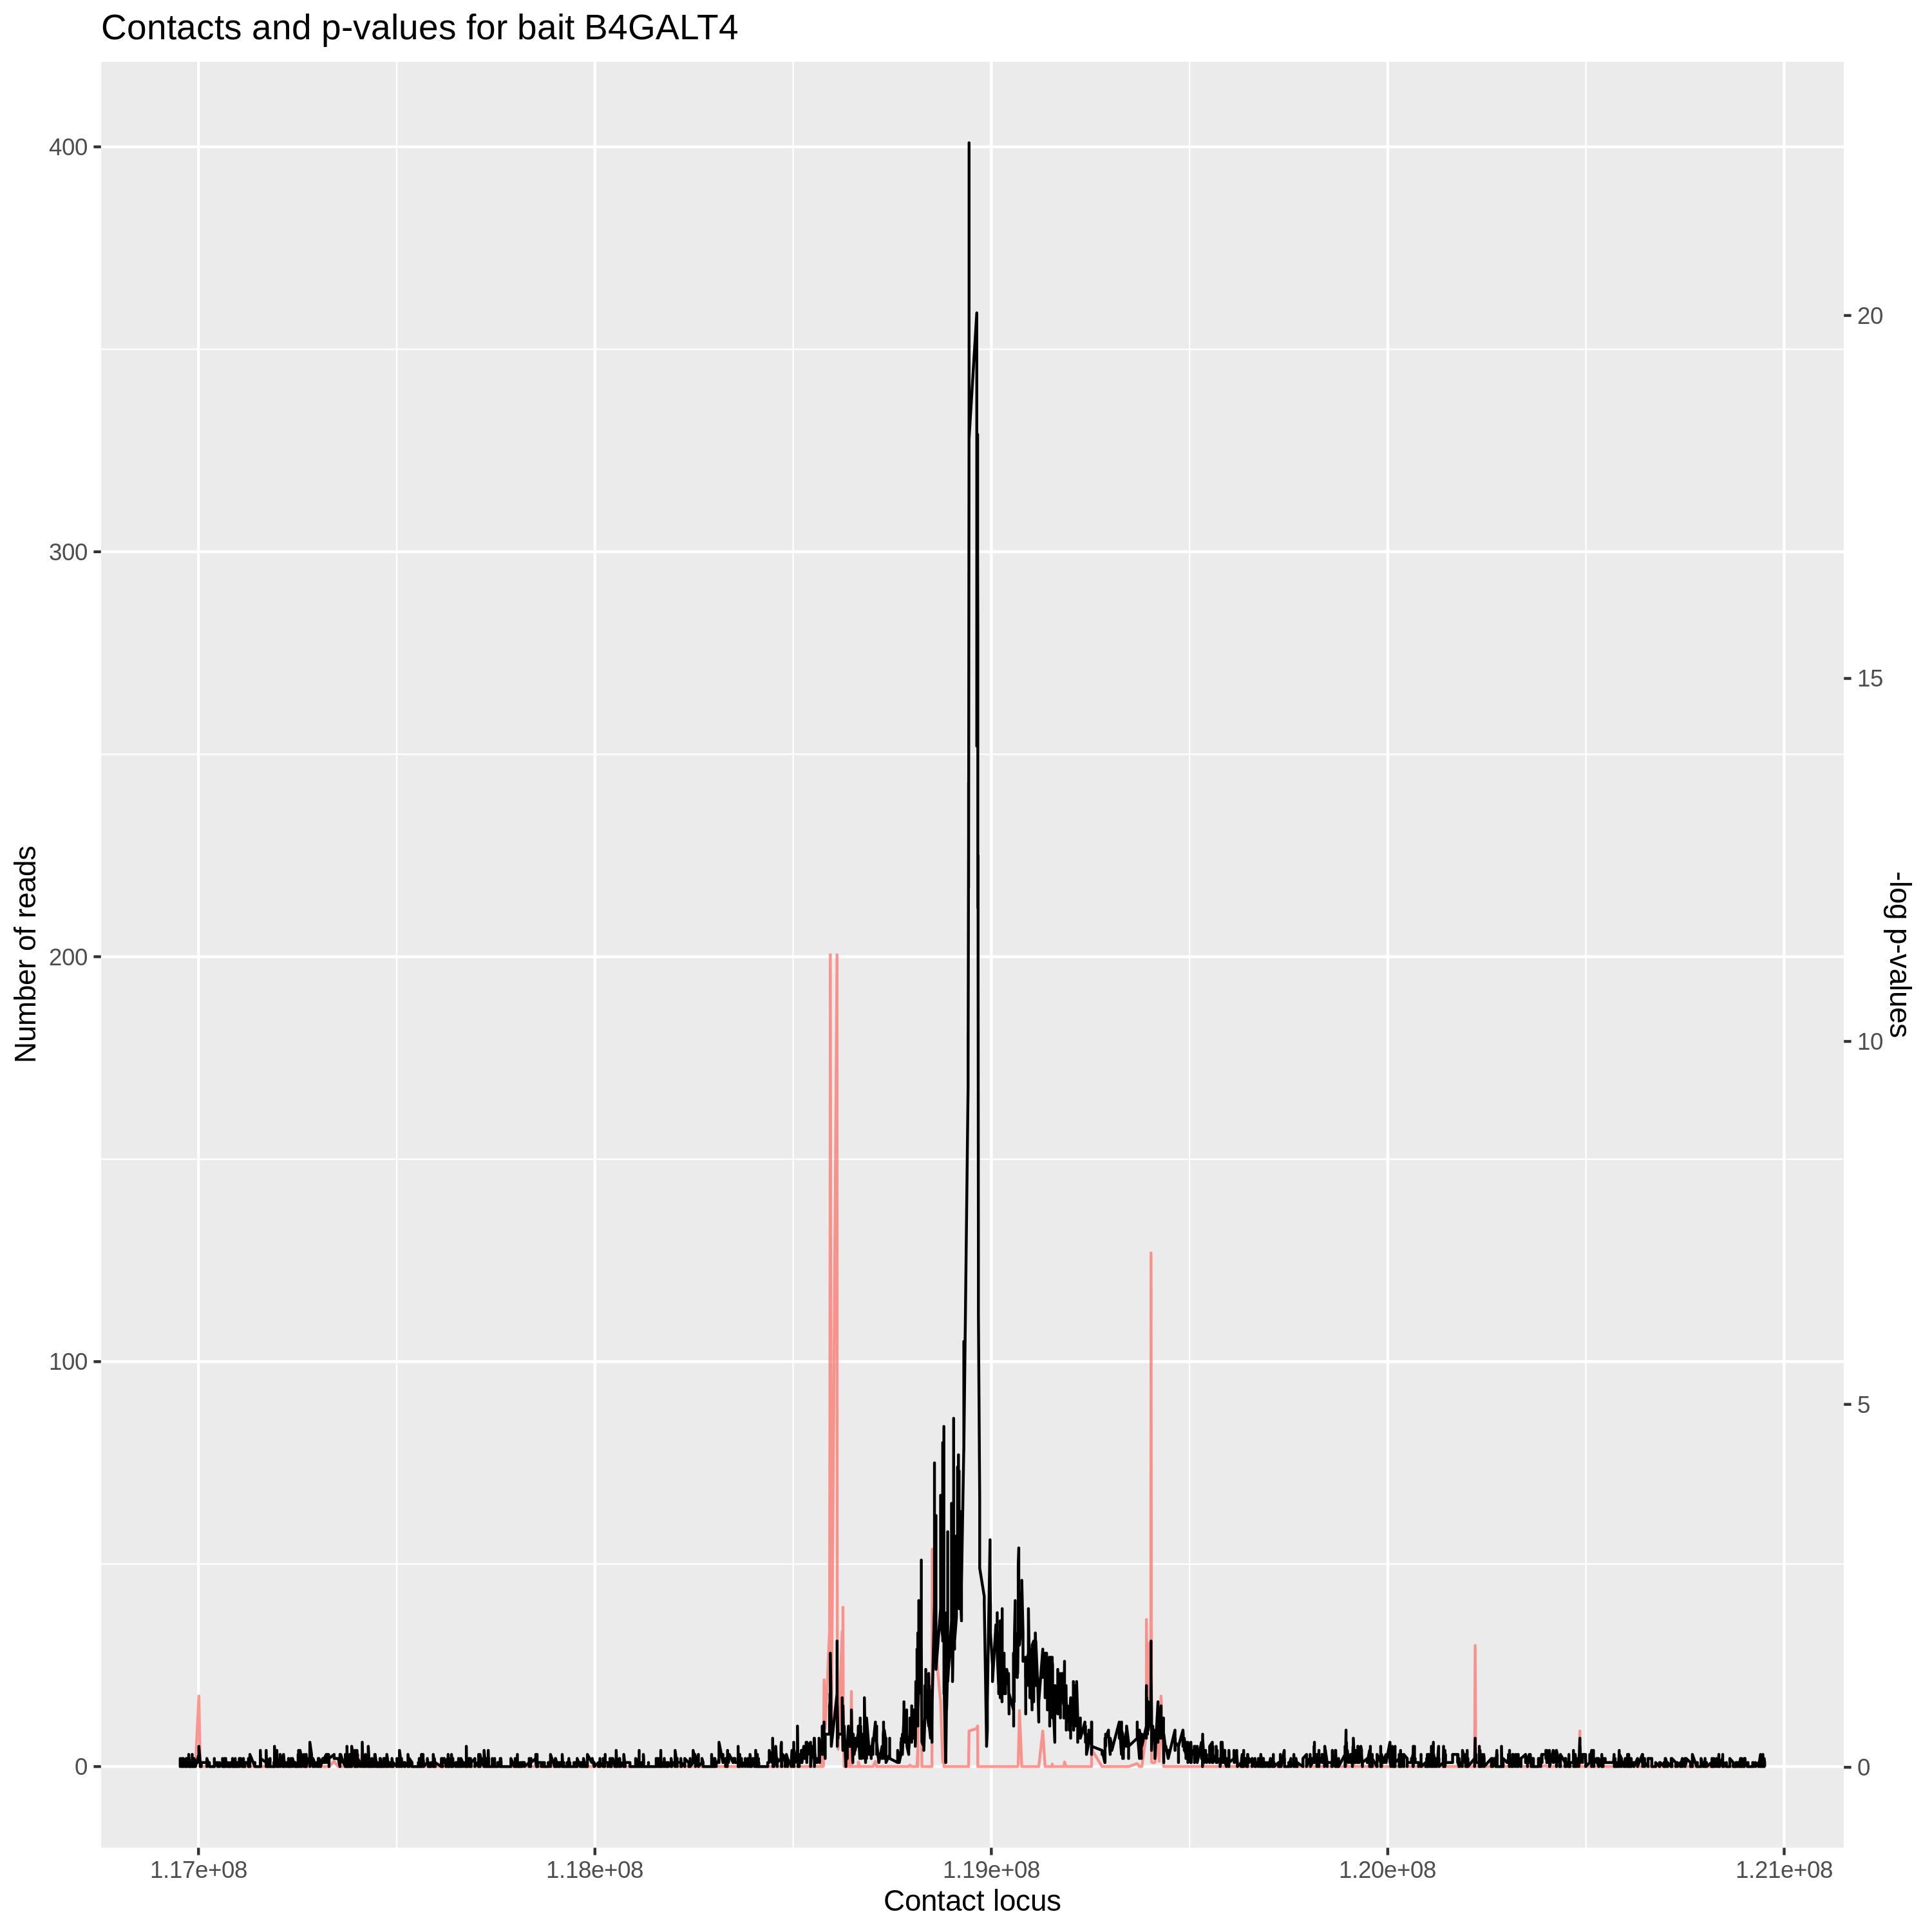 Contacts and p-values for bait B4GALT4
400
300
200
100
0
Number of reads
20
15
10
5
0
-log p-values
1.17e+08 1.18e+08 1.19e+08 1.20e+08 1.21e+08
Contact locus